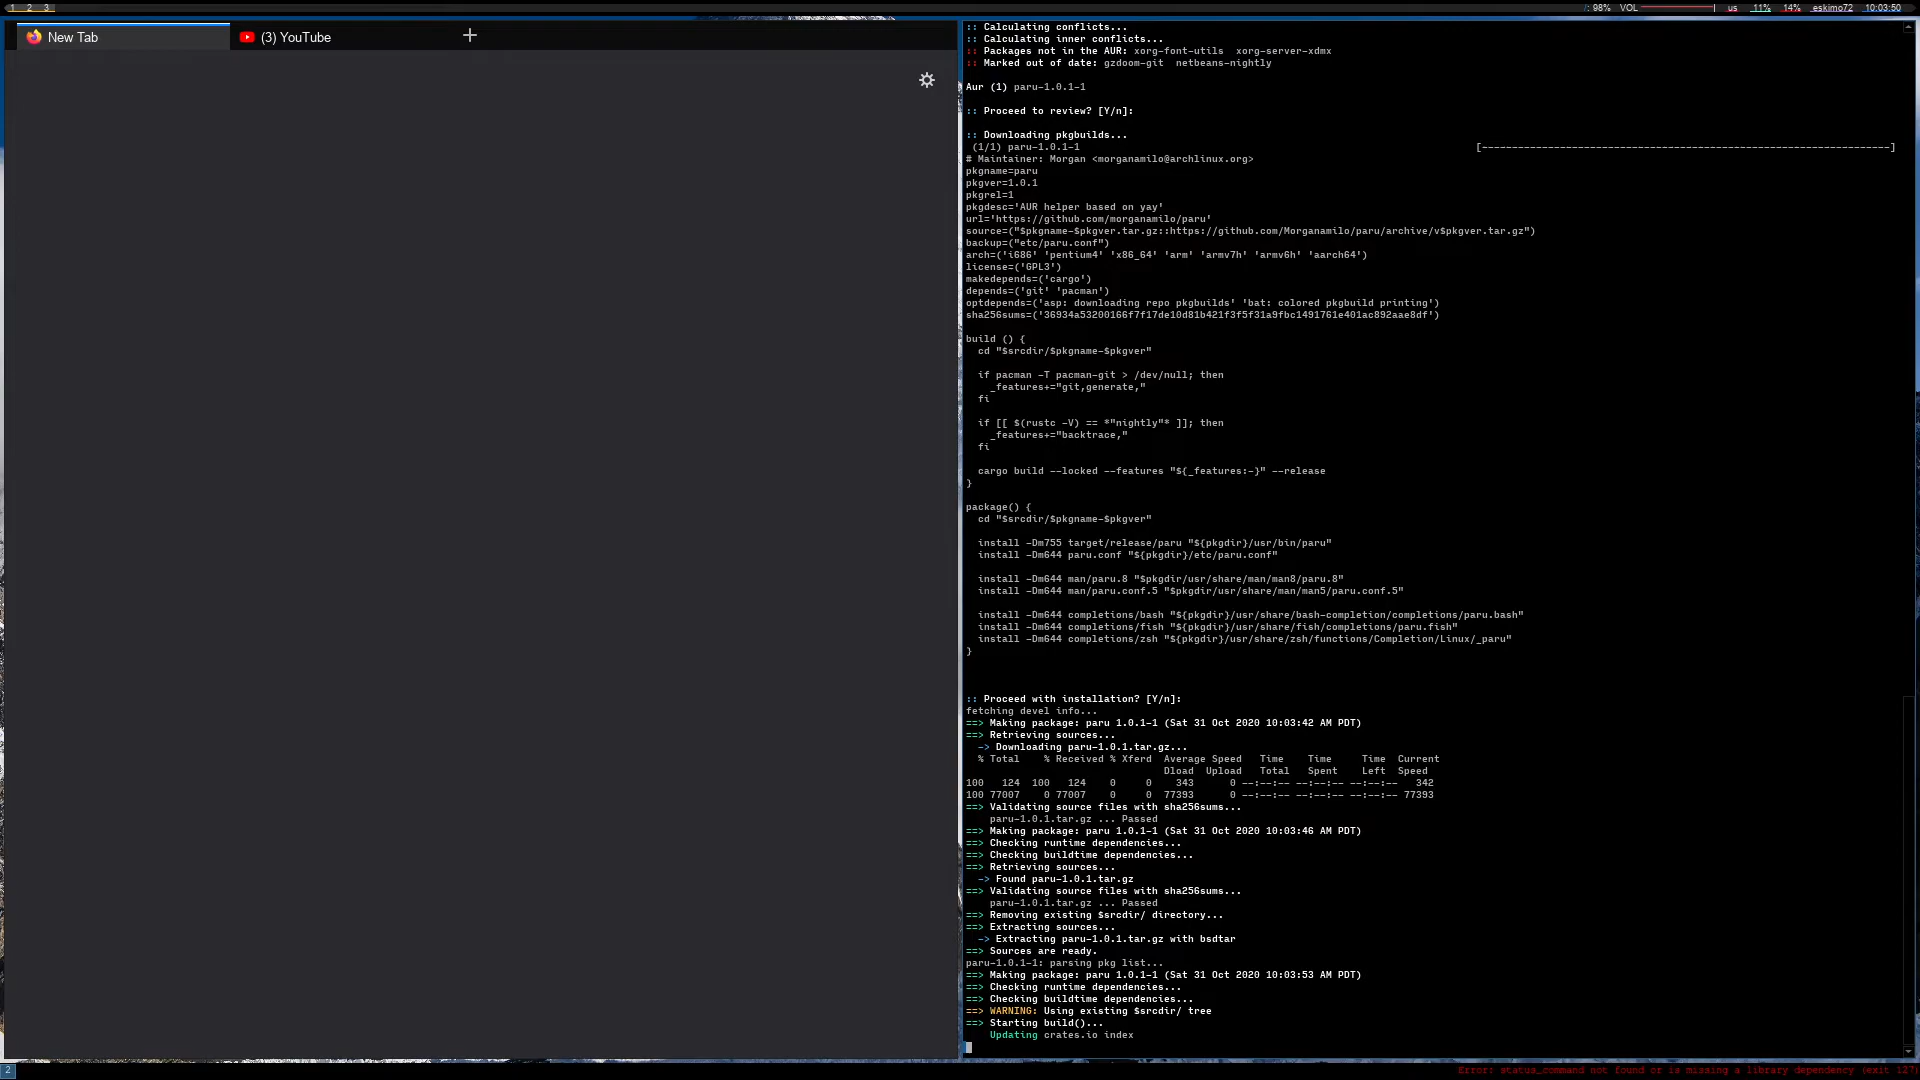 1 2 3
/: 98% VOL us 11% 14% eskimo72 10:03:50
New Tab
(3) YouTube
:: Calculating conflicts...
:: Calculating inner conflicts...
:: Packages not in the AUR: xorg-font-utils  xorg-server-xdmx
:: Marked out of date: gzdoom-git  netbeans-nightly
Aur (1) paru-1.0.1-1
:: Proceed to review? [Y/n]:
:: Downloading pkgbuilds...
(1/1) paru-1.0.1-1 [--------------------------------------------------------------------]
# Maintainer: Morgan <morganamilo@archlinux.org>
pkgname=paru
pkgver=1.0.1
pkgrel=1
pkgdesc='AUR helper based on yay'
url='https://github.com/morganamilo/paru'
source=("$pkgname-$pkgver.tar.gz::https://github.com/Morganamilo/paru/archive/v$pkgver.tar.gz")
backup=("etc/paru.conf")
arch=('i686' 'pentium4' 'x86_64' 'arm' 'armv7h' 'armv6h' 'aarch64')
license=('GPL3')
makedepends=('cargo')
depends=('git' 'pacman')
optdepends=('asp: downloading repo pkgbuilds' 'bat: colored pkgbuild printing')
sha256sums=('36934a53200166f7f17de10d81b421f3f5f31a9fbc1491761e401ac892aae8df')
build () {
  cd "$srcdir/$pkgname-$pkgver"
  if pacman -T pacman-git > /dev/null; then
    _features+="git,generate,"
  fi
  if [[ $(rustc -V) == *"nightly"* ]]; then
    _features+="backtrace,"
  fi
  cargo build --locked --features "${_features:-}" --release
}
package() {
  cd "$srcdir/$pkgname-$pkgver"
  install -Dm755 target/release/paru "${pkgdir}/usr/bin/paru"
  install -Dm644 paru.conf "${pkgdir}/etc/paru.conf"
  install -Dm644 man/paru.8 "$pkgdir/usr/share/man/man8/paru.8"
  install -Dm644 man/paru.conf.5 "$pkgdir/usr/share/man/man5/paru.conf.5"
  install -Dm644 completions/bash "${pkgdir}/usr/share/bash-completion/completions/paru.bash"
  install -Dm644 completions/fish "${pkgdir}/usr/share/fish/completions/paru.fish"
  install -Dm644 completions/zsh "${pkgdir}/usr/share/zsh/functions/Completion/Linux/_paru"
}
:: Proceed with installation? [Y/n]:
fetching devel info...
==> Making package: paru 1.0.1-1 (Sat 31 Oct 2020 10:03:42 AM PDT)
==> Retrieving sources...
  -> Downloading paru-1.0.1.tar.gz...
  % Total    % Received % Xferd  Average Speed   Time    Time     Time  Current
                                 Dload  Upload   Total   Spent    Left  Speed
100   124  100   124    0     0    343      0 --:--:-- --:--:-- --:--:--   342
100 77007    0 77007    0     0  77393      0 --:--:-- --:--:-- --:--:-- 77393
==> Validating source files with sha256sums...
    paru-1.0.1.tar.gz ... Passed
==> Making package: paru 1.0.1-1 (Sat 31 Oct 2020 10:03:46 AM PDT)
==> Checking runtime dependencies...
==> Checking buildtime dependencies...
==> Retrieving sources...
  -> Found paru-1.0.1.tar.gz
==> Validating source files with sha256sums...
    paru-1.0.1.tar.gz ... Passed
==> Removing existing $srcdir/ directory...
==> Extracting sources...
  -> Extracting paru-1.0.1.tar.gz with bsdtar
==> Sources are ready.
paru-1.0.1-1: parsing pkg list...
==> Making package: paru 1.0.1-1 (Sat 31 Oct 2020 10:03:53 AM PDT)
==> Checking runtime dependencies...
==> Checking buildtime dependencies...
==> WARNING: Using existing $srcdir/ tree
==> Starting build()...
    Updating crates.io index
2
Error: status_command not found or is missing a library dependency (exit 127)